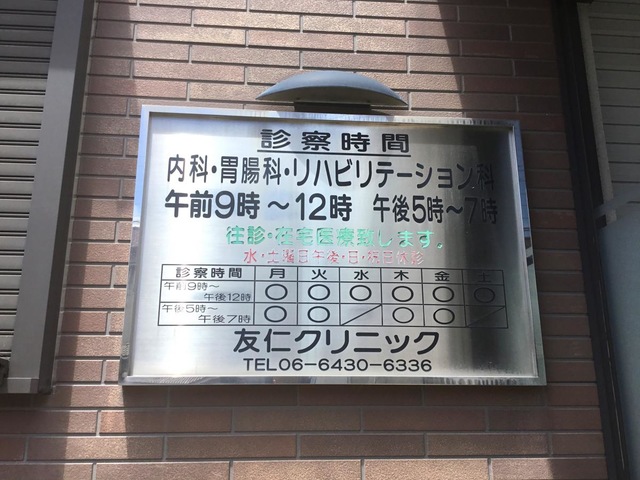 診察時間
内科・胃腸科・リハビリテーション科
午前9時～12時 午後5時～7時
往診・在宅医療致します。
水・土曜日午後・日・祝日休診
診察時間 月 火 水 木 金 土
午前9時～午後12時 ○ ○ ○ ○ ○ ○
午後5時～午後7時 ○ ○ ／ ○ ○ ／
友仁クリニック
TEL06-6430-6336